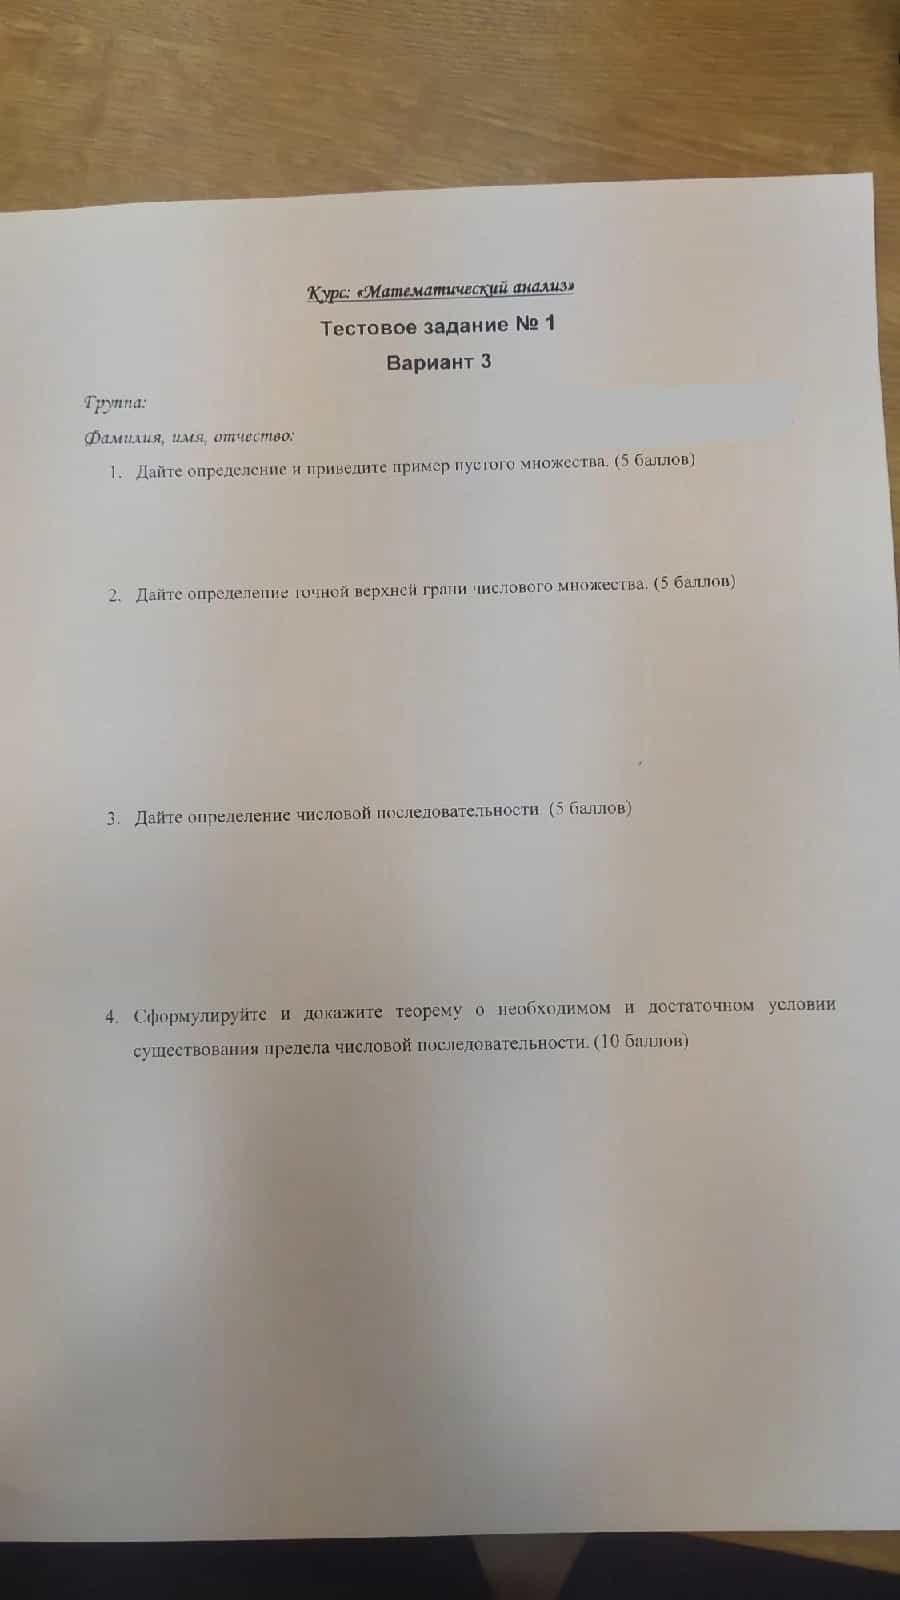 Курс: «Математический анализ»
Тестовое задание № 1
Вариант 3
Группа:
Фамилия, имя, отчество:
1. Дайте определение и приведите пример пустого множества. (5 баллов)
2. Дайте определение точной верхней грани числового множества. (5 баллов)
3. Дайте определение числовой последовательности. (5 баллов)
4. Сформулируйте и докажите теорему о необходимом и достаточном условии
существования предела числовой последовательности. (10 баллов)